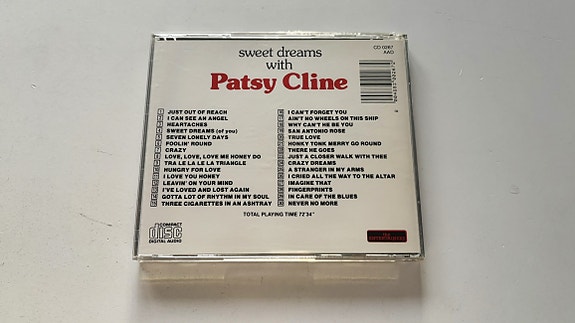 sweet dreams
with
Patsy Cline
CD 0287
AAD
JUST OUT OF REACH
I CAN SEE AN ANGEL
HEARTACHES
SWEET DREAMS (of you)
SEVEN LONELY DAYS
FOOLIN' ROUND
CRAZY
LOVE, LOVE, LOVE ME HONEY DO
TRA LE LA LE LA TRIANGLE
HUNGRY FOR LOVE
I LOVE YOU HONEY
LEAVIN' ON YOUR MIND
I'VE LOVED AND LOST AGAIN
GOTTA LOT OF RHYTHM IN MY SOUL
THREE CIGARETTES IN AN ASHTRAY
I CAN'T FORGET YOU
AIN'T NO WHEELS ON THIS SHIP
WHY CAN'T HE BE YOU
SAN ANTONIO ROSE
TRUE LOVE
HONKY TONK MERRY GO ROUND
THERE HE GOES
JUST A CLOSER WALK WITH THEE
CRAZY DREAMS
A STRANGER IN MY ARMS
I CRIED ALL THE WAY TO THE ALTAR
IMAGINE THAT
FINGERPRINTS
IN CARE OF THE BLUES
NEVER NO MORE
TOTAL PLAYING TIME 72'34"
COMPACT
disc
DIGITAL AUDIO